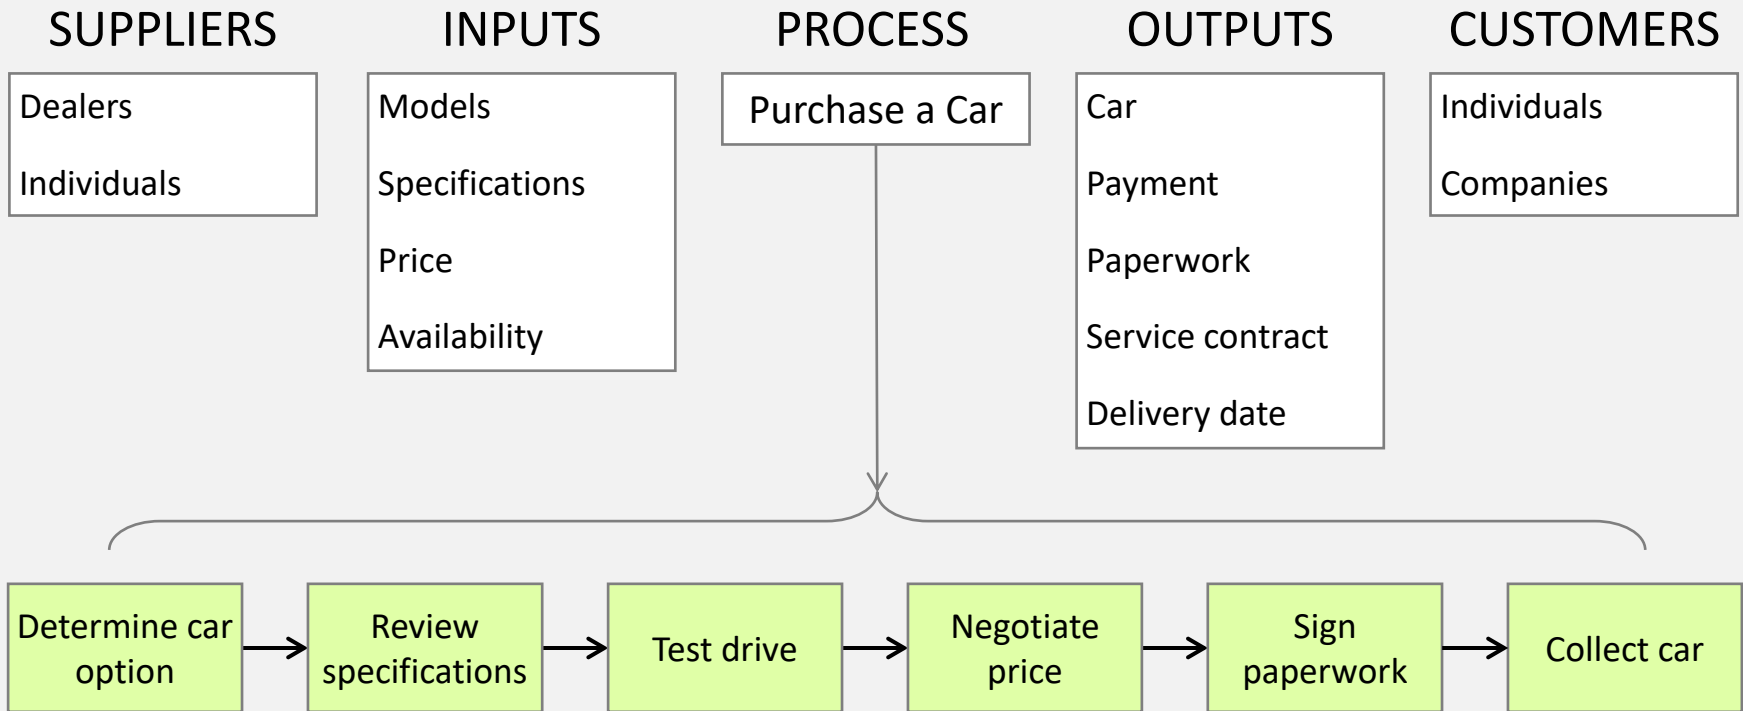 SUPPLIERS
Dealers
Individuals
INPUTS
Models
Specifications
Price
Availability
PROCESS
Purchase a Car
OUTPUTS
Car
Payment
Paperwork
Service contract
Delivery date
CUSTOMERS
Individuals
Companies
Determine car
option
Review
specifications
Test drive
Negotiate
price
Sign
paperwork
Collect car